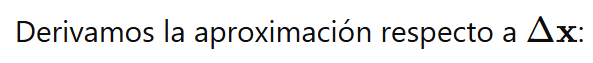 Derivamos la aproximación respecto a Δx: